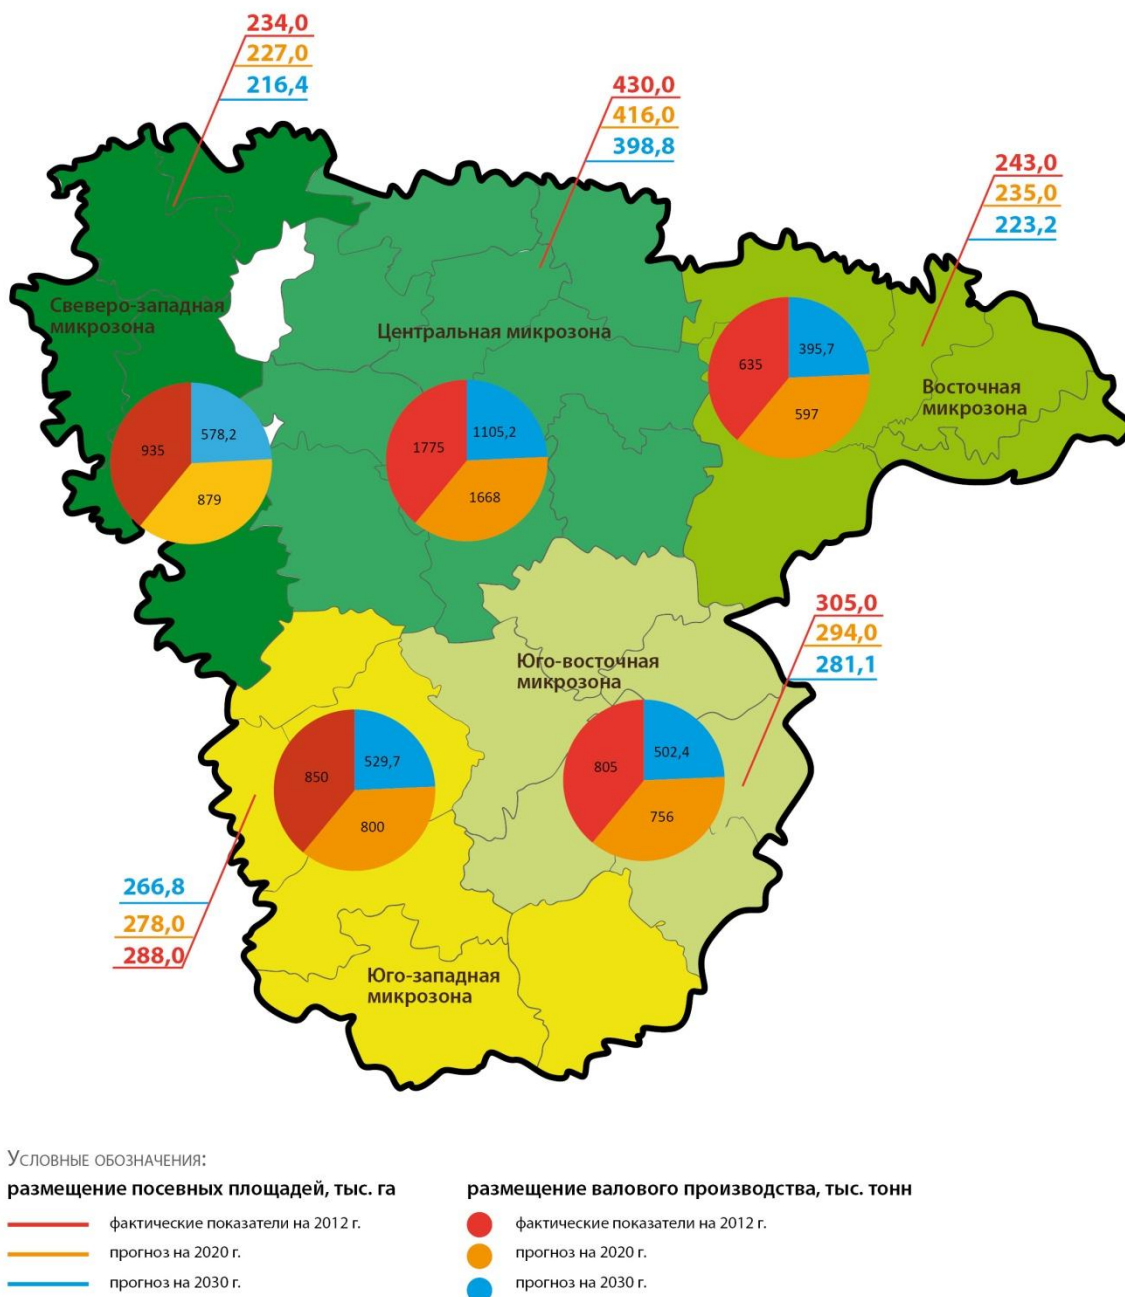 234,0
227,0
216,4
430,0
416,0
398,8
243,0
235,0
223,2
Свеверо-западная
микрозона
Центральная микрозона
635
395,7
597
Восточная
микрозона
935
578,2
879
1775
1105,2
1668
305,0
294,0
281,1
Юго-восточная
микрозона
850
529,7
800
805
502,4
756
266,8
278,0
288,0
Юго-западная
микрозона
Условные обозначения:
размещение посевных площадей, тыс. га
фактические показатели на 2012 г.
прогноз на 2020 г.
прогноз на 2030 г.
размещение валового производства, тыс. тонн
фактические показатели на 2012 г.
прогноз на 2020 г.
прогноз на 2030 г.